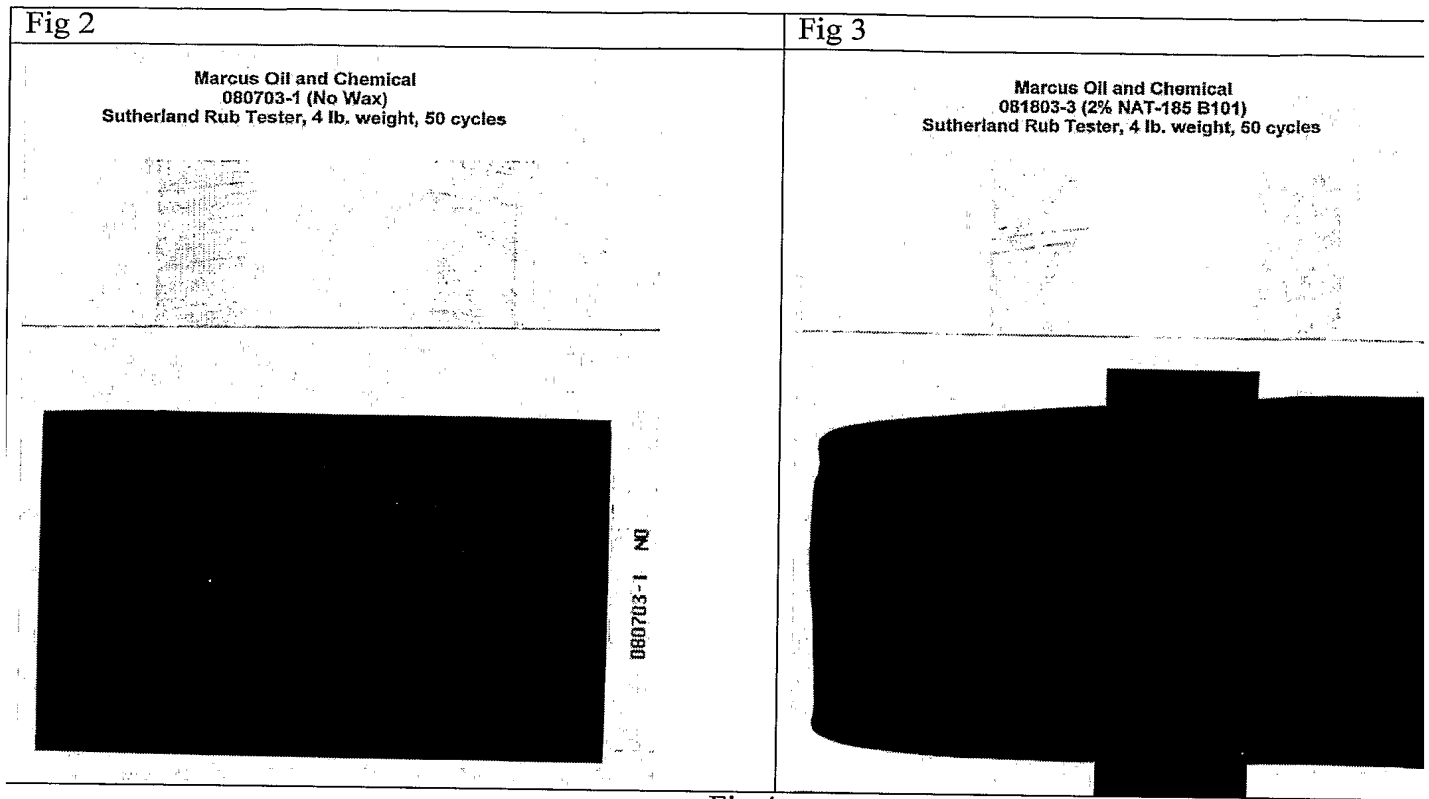 Fig 2
Marcus Oil and Chemical
080703-1 (No Wax)
Sutherland Rub Tester, 4 lb. weight, 50 cycles
080703-1 NO
Fig 3
Marcus Oil and Chemical
081803-3 (2% NAT-185 B101)
Sutherland Rub Tester, 4 lb. weight, 50 cycles